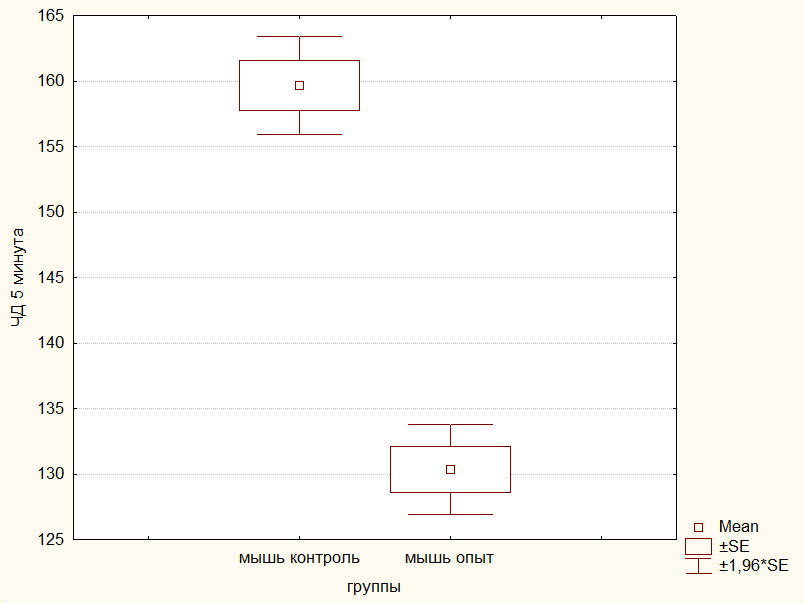 165
160
155
150
145
140
135
130
125
ЧД 5 минута
мышь контроль
мышь опыт
группы
Mean
±SE
±1,96*SE